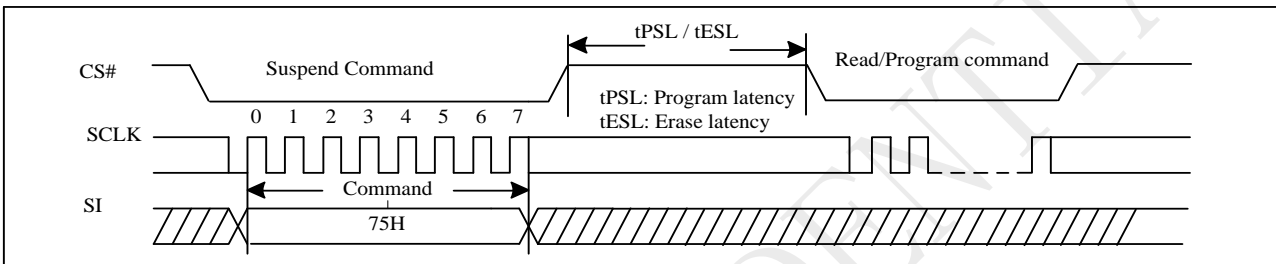 tPSL / tESL
CS#
Suspend Command
Read/Program command
tPSL: Program latency
tESL: Erase latency
0 1 2 3 4 5 6 7
SCLK
Command
SI
75H